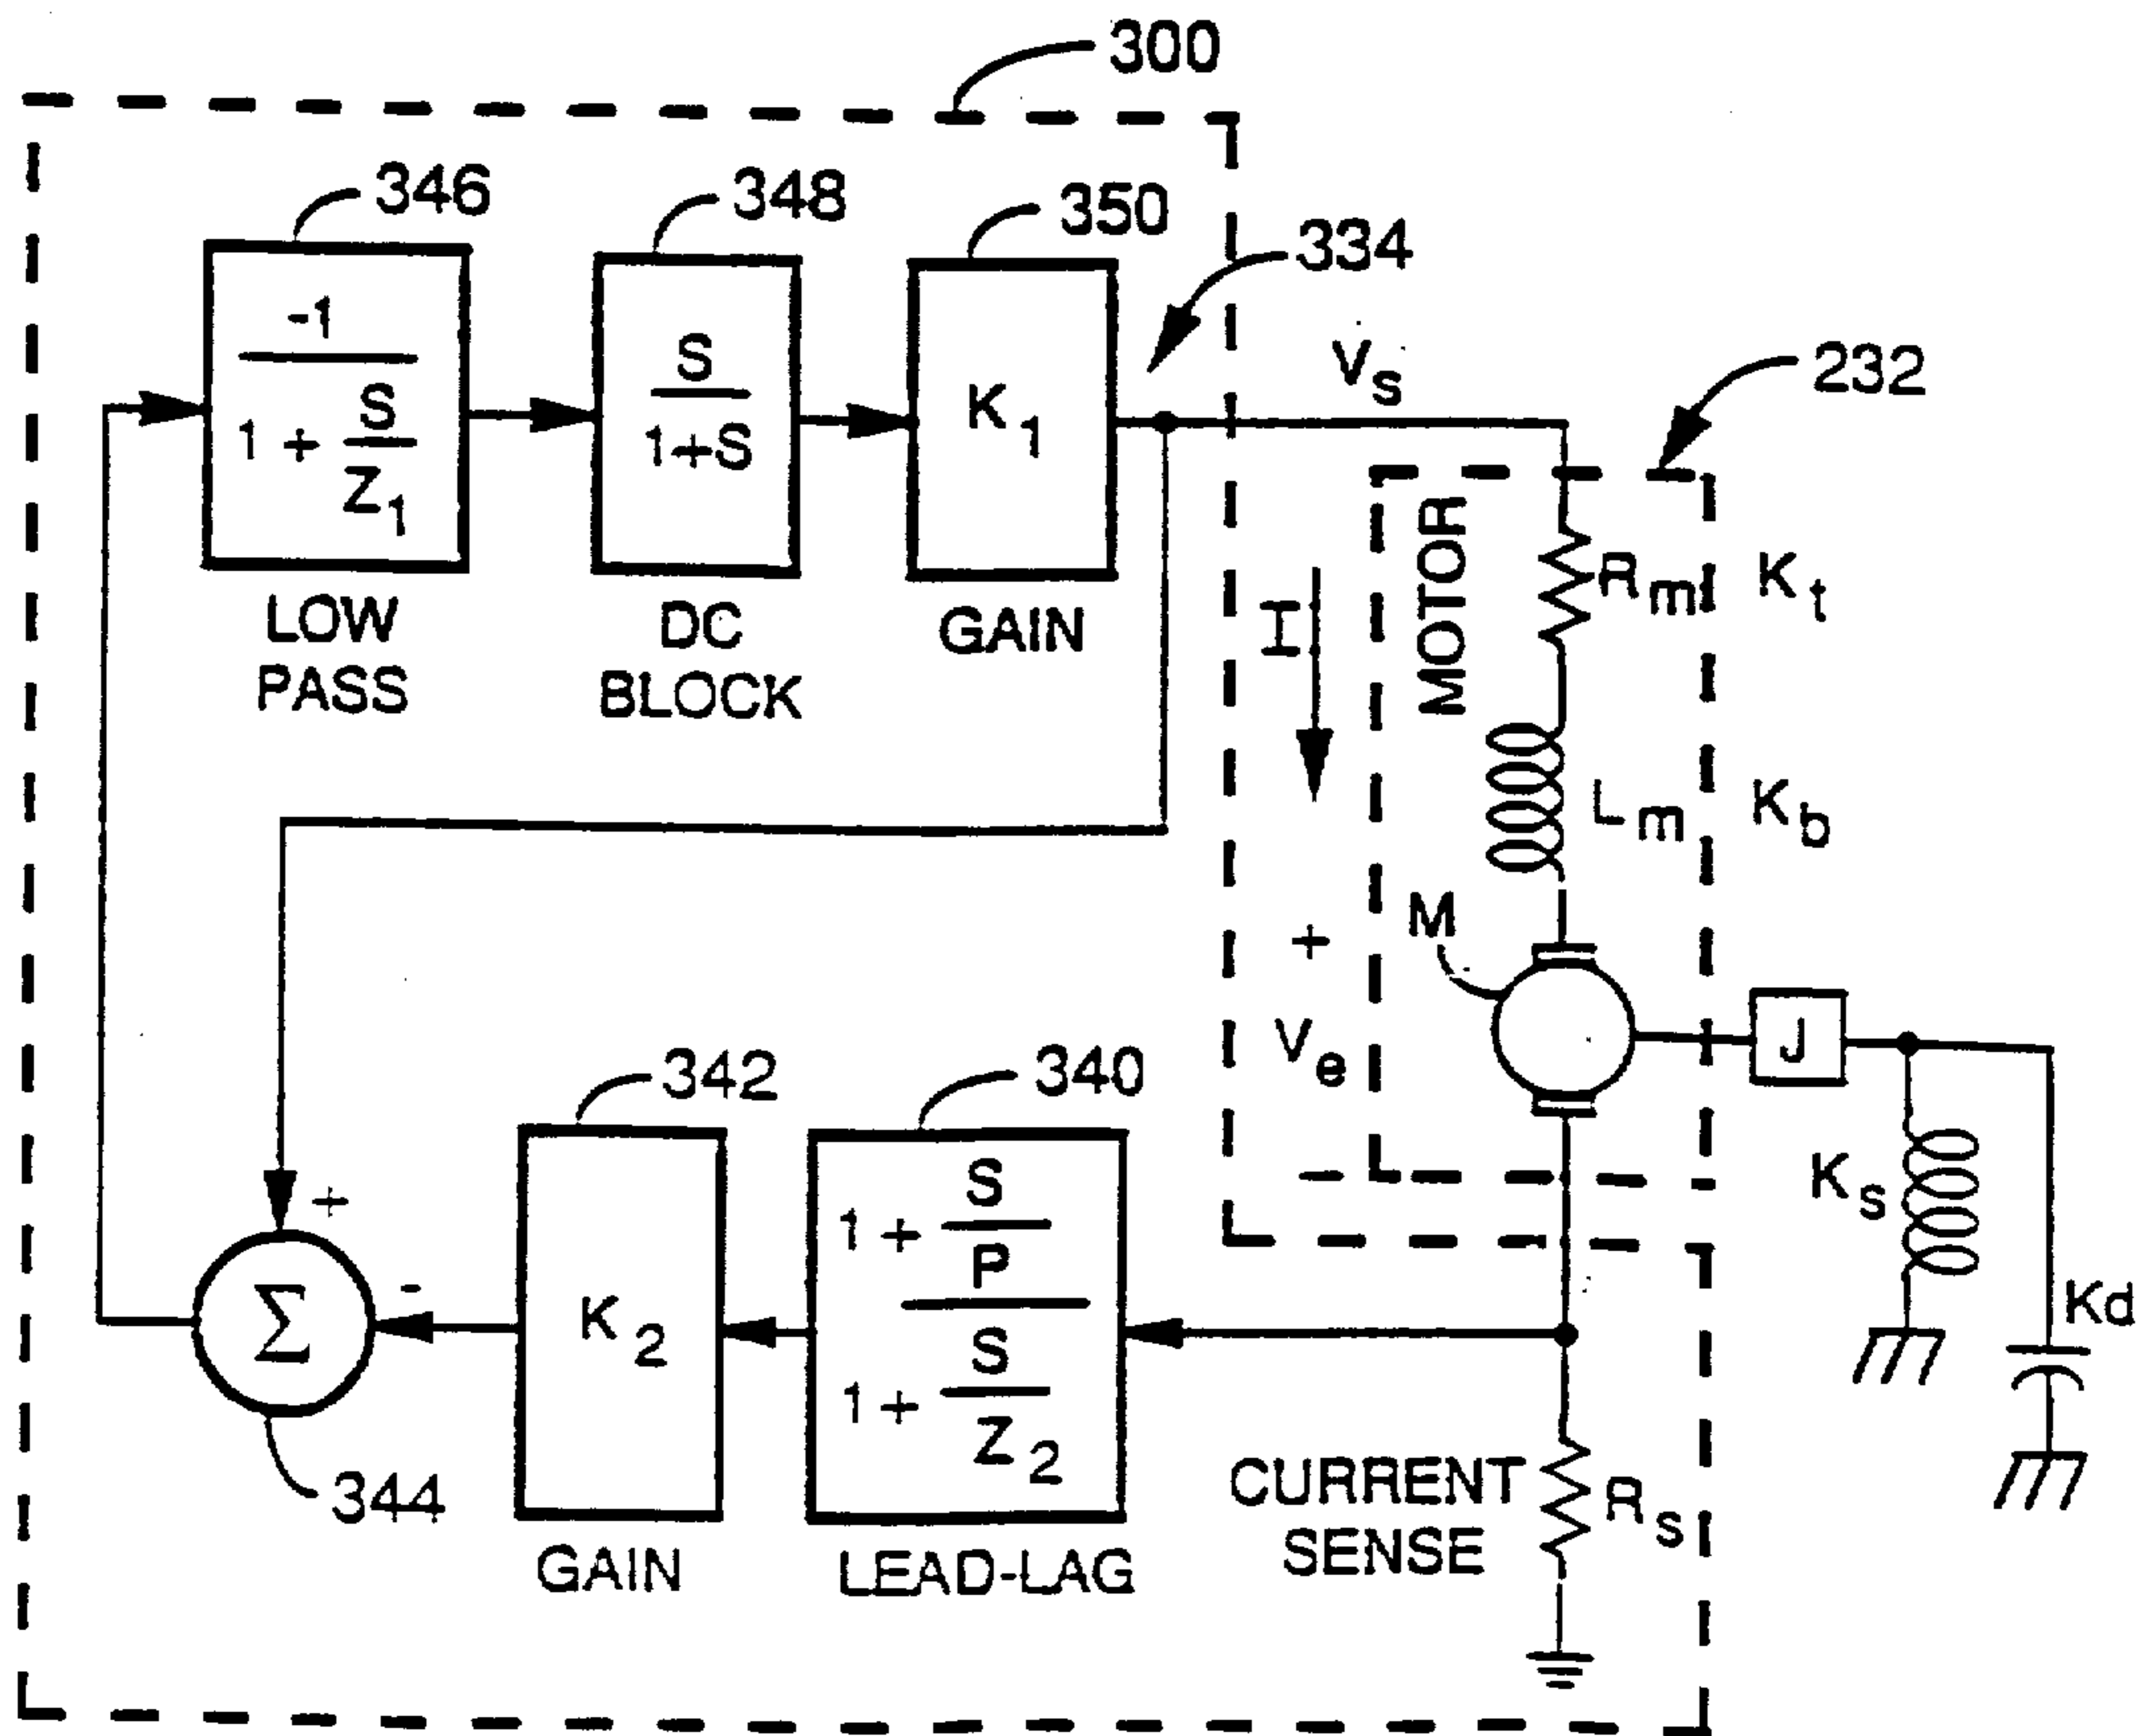 300
346
348
350
334
232
-1
1 + S
Z1
LOW
PASS
S
1+S
DC
BLOCK
K1
GAIN
Vs
MOTOR
Rm
Kt
I
Lm
Kb
M
+
Ve
-
J
Ks
Kd
342
340
+
-
Σ
344
K2
GAIN
1 + S
P
1 + S
Z2
LEAD-LAG
CURRENT
SENSE
Rs